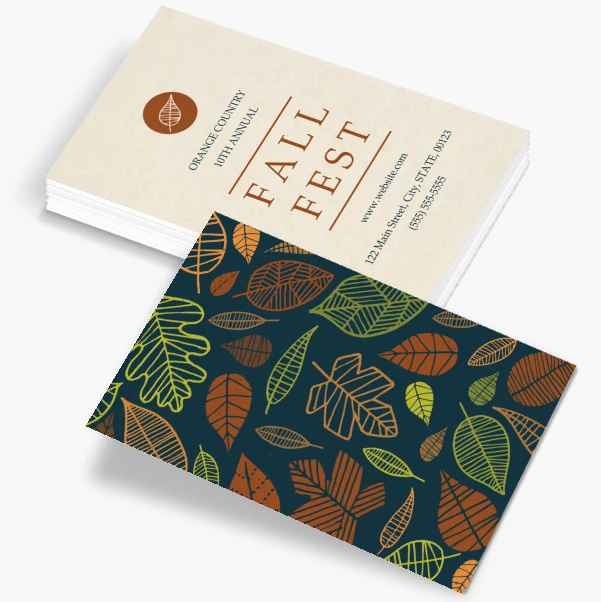 ORANGE COUNTRY
10TH ANNUAL
FALL
FEST
www.website.com
122 Main Street, City, STATE, 00123
(555) 555-5555